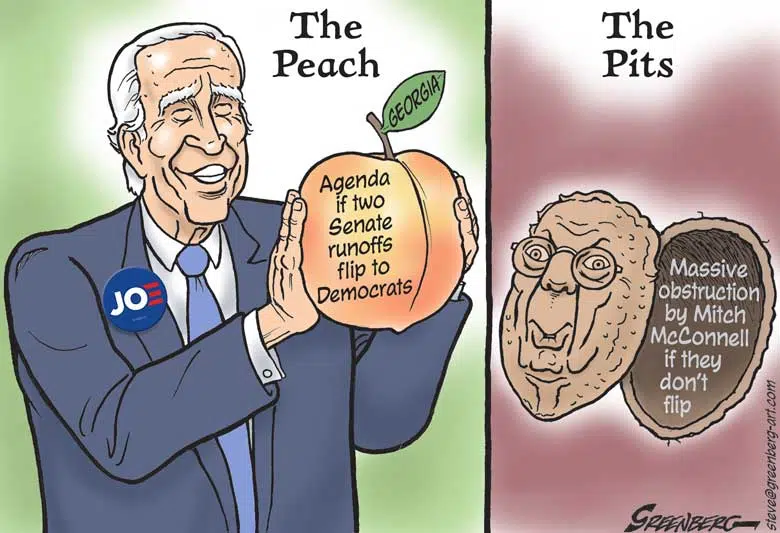 The
Peach
GEORGIA
Agenda
if two
Senate
runoffs
flip to
Democrats
JOE
The
Pits
Massive
obstruction
by Mitch
McConnell
if they
don't
flip
GREENBERG
steve@greenberg-art.com